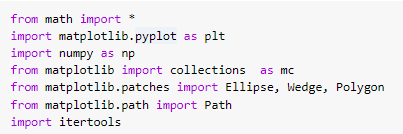 from math import *
import matplotlib.pyplot as plt
import numpy as np
from matplotlib import collections  as mc
from matplotlib.patches import Ellipse, Wedge, Polygon
from matplotlib.path import Path
import itertools